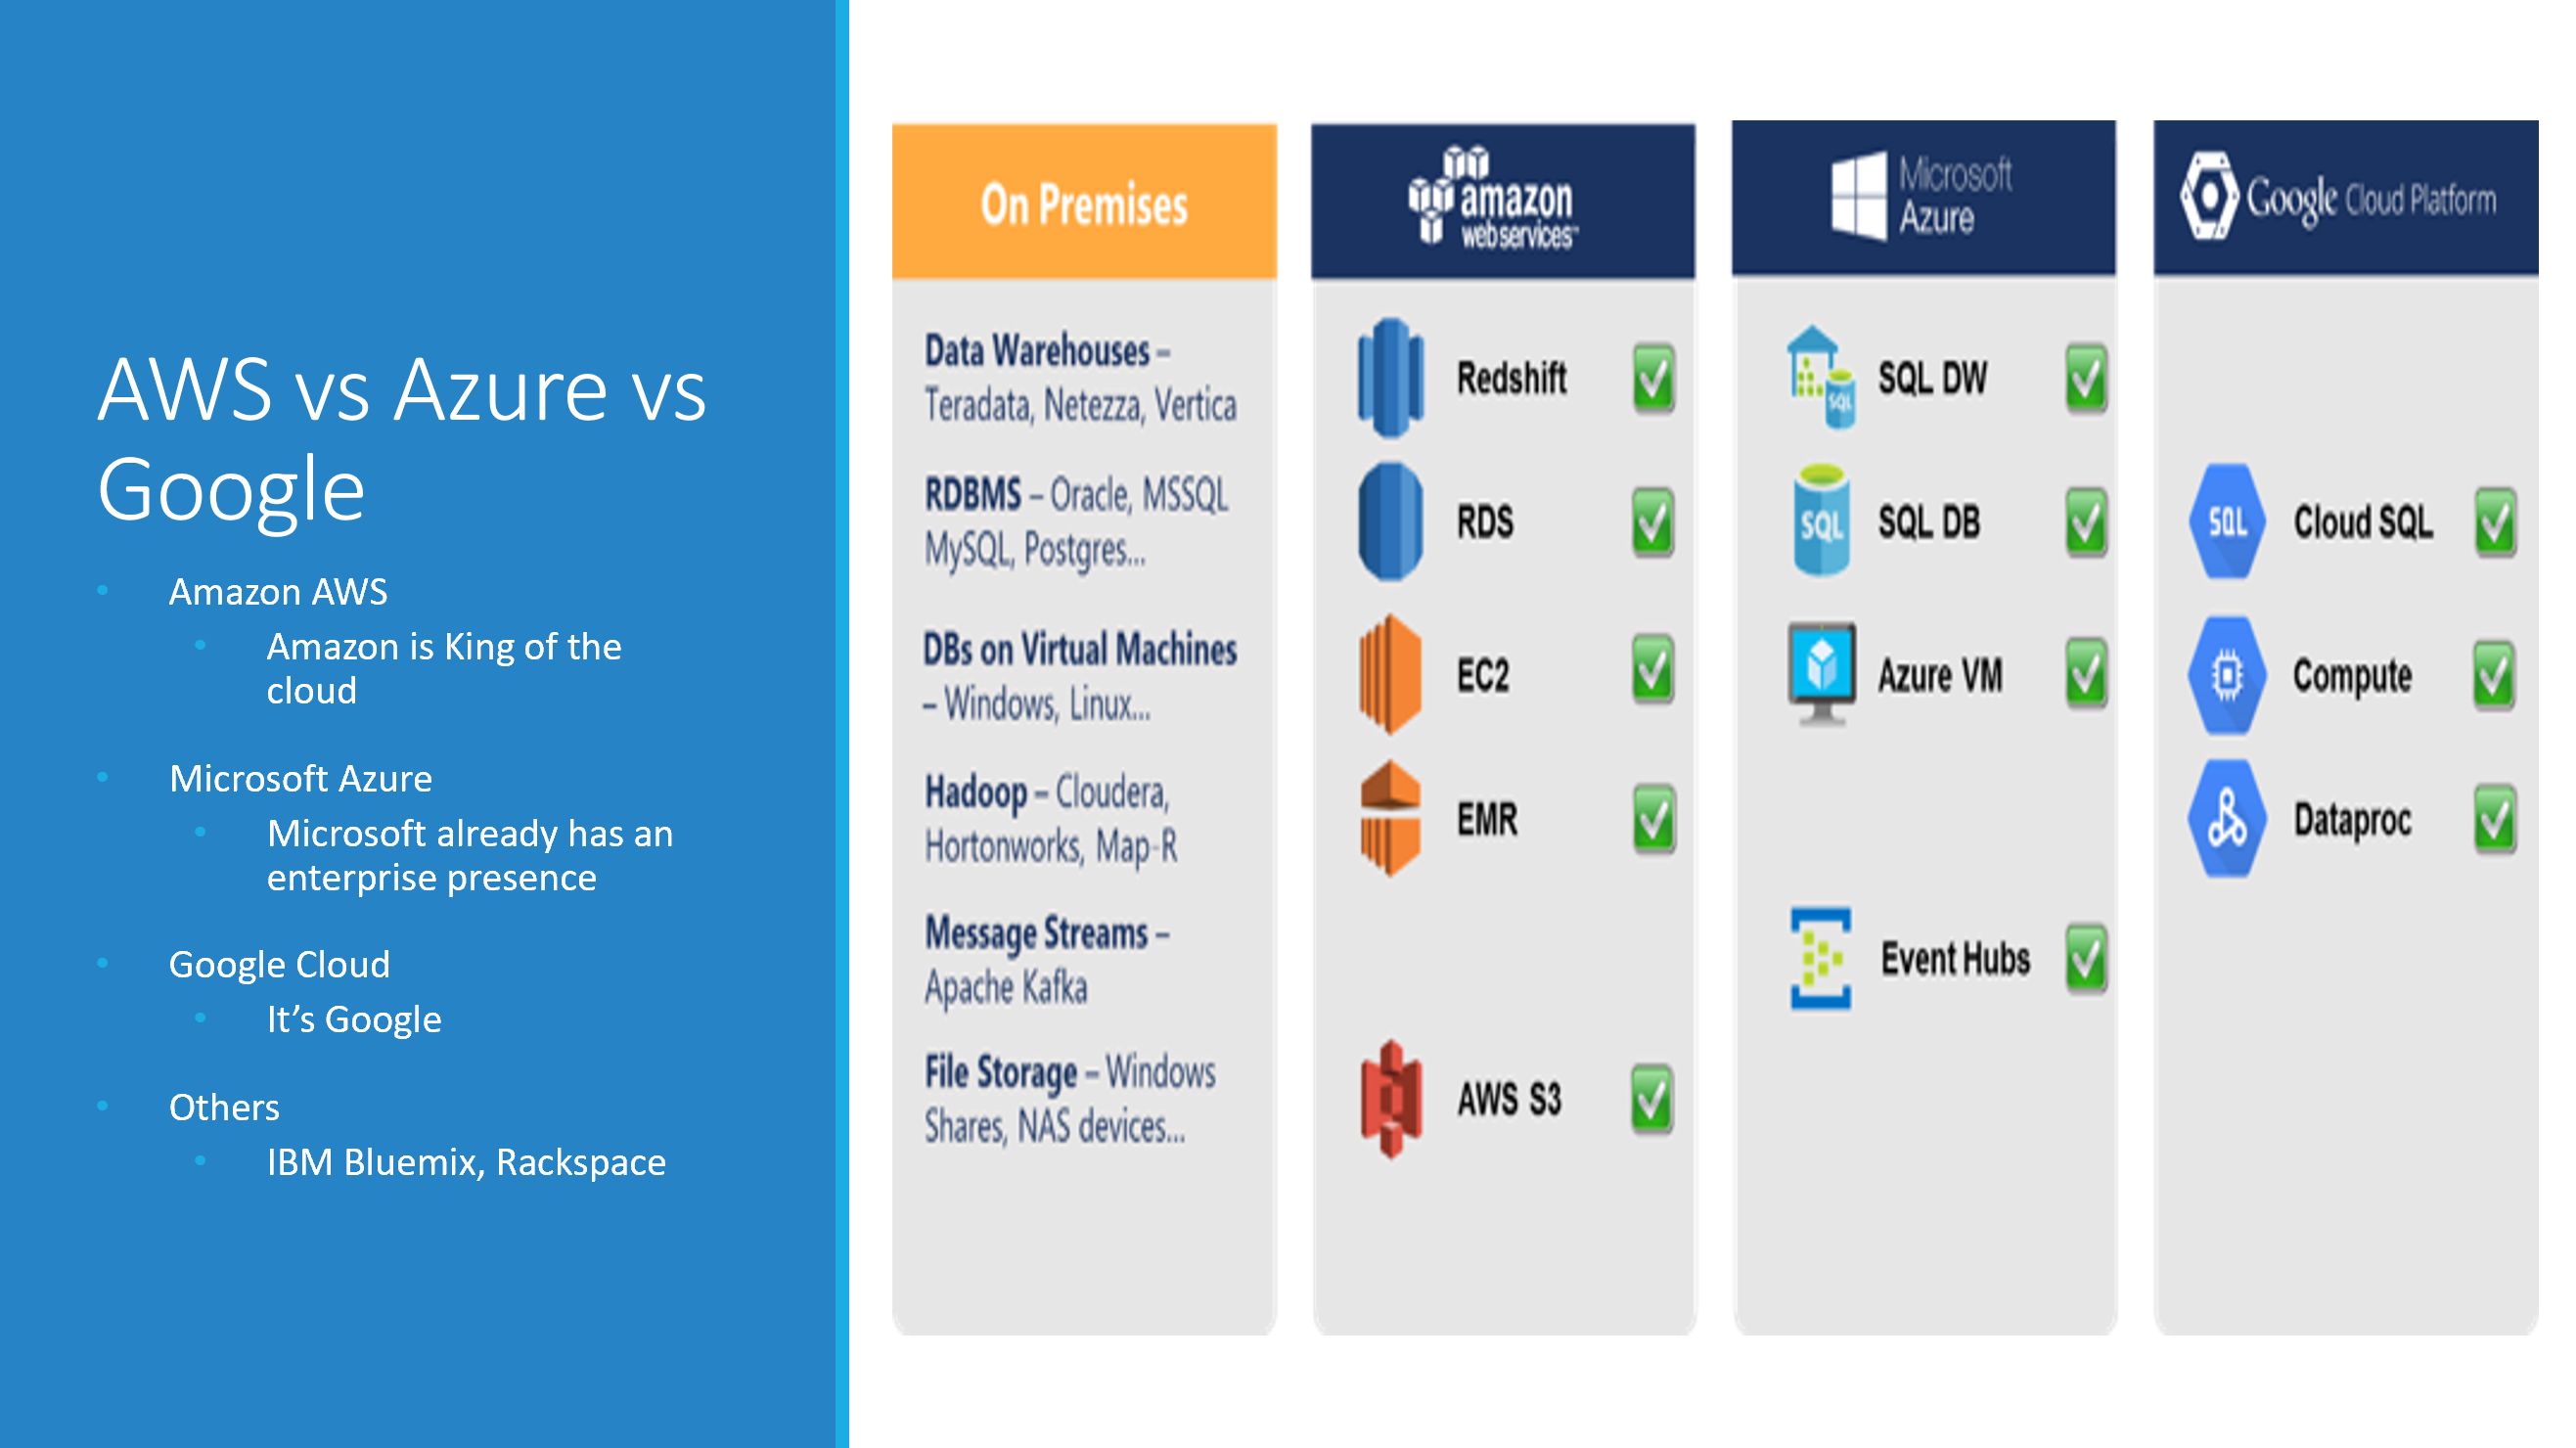 AWS vs Azure vs
Google
• Amazon AWS
• Amazon is King of the
cloud
• Microsoft Azure
• Microsoft already has an
enterprise presence
• Google Cloud
• It’s Google
• Others
• IBM Bluemix, Rackspace
On Premises
Data Warehouses –
Teradata, Netezza, Vertica
RDBMS – Oracle, MSSQL
MySQL, Postgres...
DBs on Virtual Machines
– Windows, Linux...
Hadoop – Cloudera,
Hortonworks, Map-R
Message Streams –
Apache Kafka
File Storage – Windows
Shares, NAS devices...
amazon
web services™
Redshift
RDS
EC2
EMR
AWS S3
Microsoft
Azure
SQL
SQL DW
SQL
SQL DB
Azure VM
Event Hubs
Google Cloud Platform
SQL
Cloud SQL
Compute
Dataproc